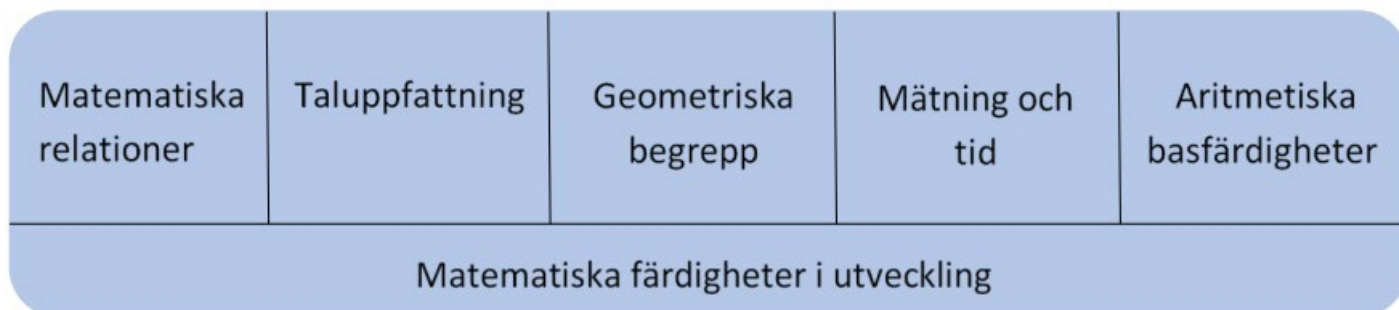 Matematiska
relationer
Taluppfattning
Geometriska
begrepp
Mätning och
tid
Aritmetiska
basfärdigheter
Matematiska färdigheter i utveckling